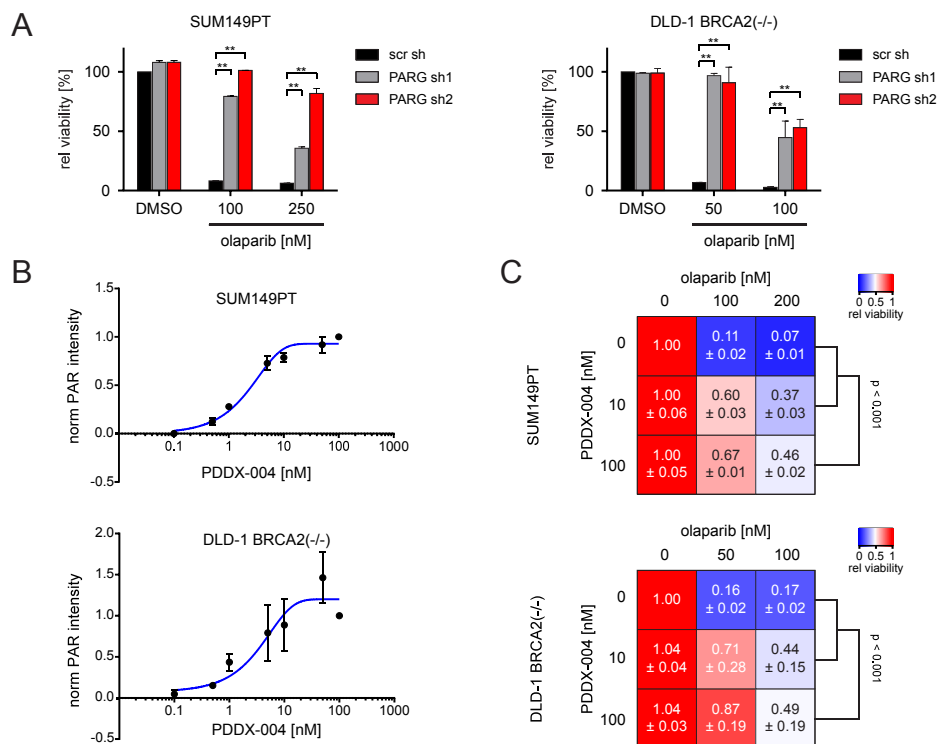 A
SUM149PT
rel viability [%]
100
50
0
**
**
**
**
scr sh
PARG sh1
PARG sh2
DMSO
100
250
olaparib [nM]
DLD-1 BRCA2(-/-)
rel viability [%]
100
50
0
**
**
**
**
scr sh
PARG sh1
PARG sh2
DMSO
50
100
olaparib [nM]
B
SUM149PT
norm PAR intensity
1.5
1.0
0.5
0.0
-0.5
0.1 1 10 100 1000
PDDX-004 [nM]
DLD-1 BRCA2(-/-)
norm PAR intensity
2.0
1.5
1.0
0.5
0.0
-0.5
0.1 1 10 100 1000
PDDX-004 [nM]
C
olaparib [nM]
0 100 200
0 0.5 1
rel viability
SUM149PT
PDDX-004 [nM]
0
1.00
0.11
± 0.02
0.07
± 0.01
10
1.00
± 0.06
0.60
± 0.03
0.37
± 0.03
100
1.00
± 0.05
0.67
± 0.01
0.46
± 0.02
p < 0,001
olaparib [nM]
0 50 100
0 0.5 1
rel viability
DLD-1 BRCA2(-/-)
PDDX-004 [nM]
0
1.00
0.16
± 0.02
0.17
± 0.02
10
1.04
± 0.04
0.71
± 0.28
0.44
± 0.15
100
1.04
± 0.03
0.87
± 0.19
0.49
± 0.19
p < 0,001